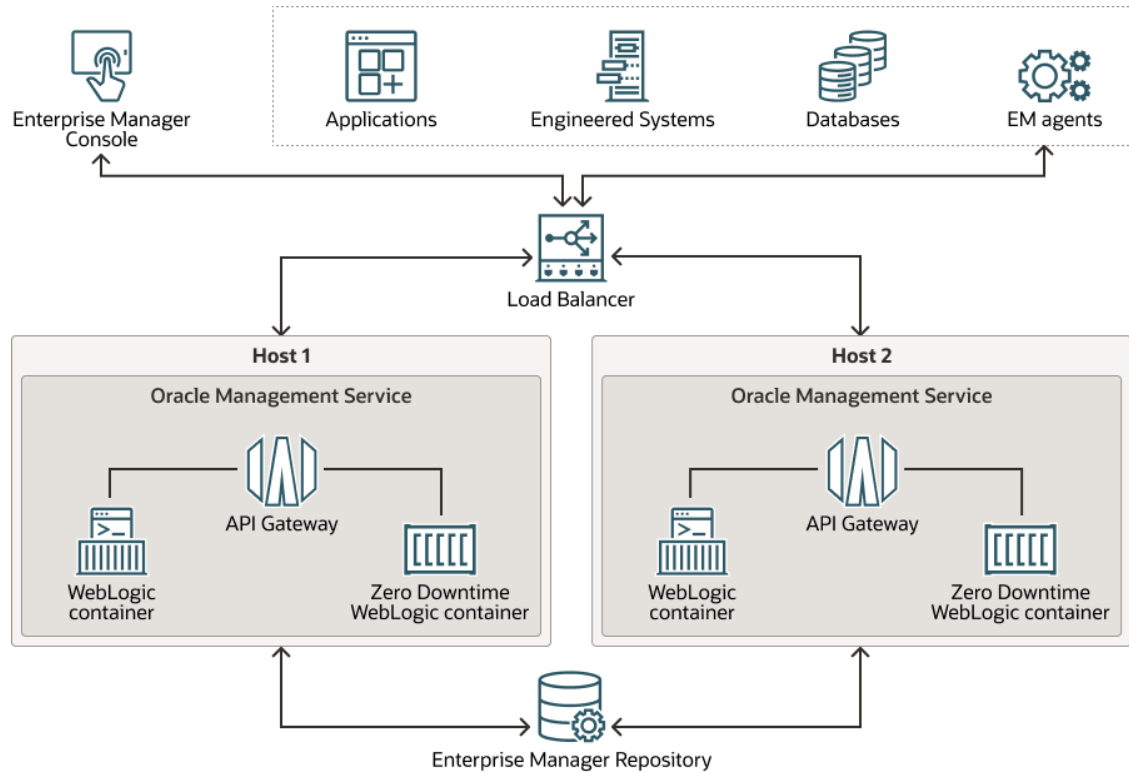 Enterprise Manager
Console
Applications
Engineered Systems
Databases
EM agents
Load Balancer
Host 1
Oracle Management Service
API Gateway
WebLogic
container
Zero Downtime
WebLogic container
Host 2
Oracle Management Service
API Gateway
WebLogic
container
Zero Downtime
WebLogic container
Enterprise Manager Repository